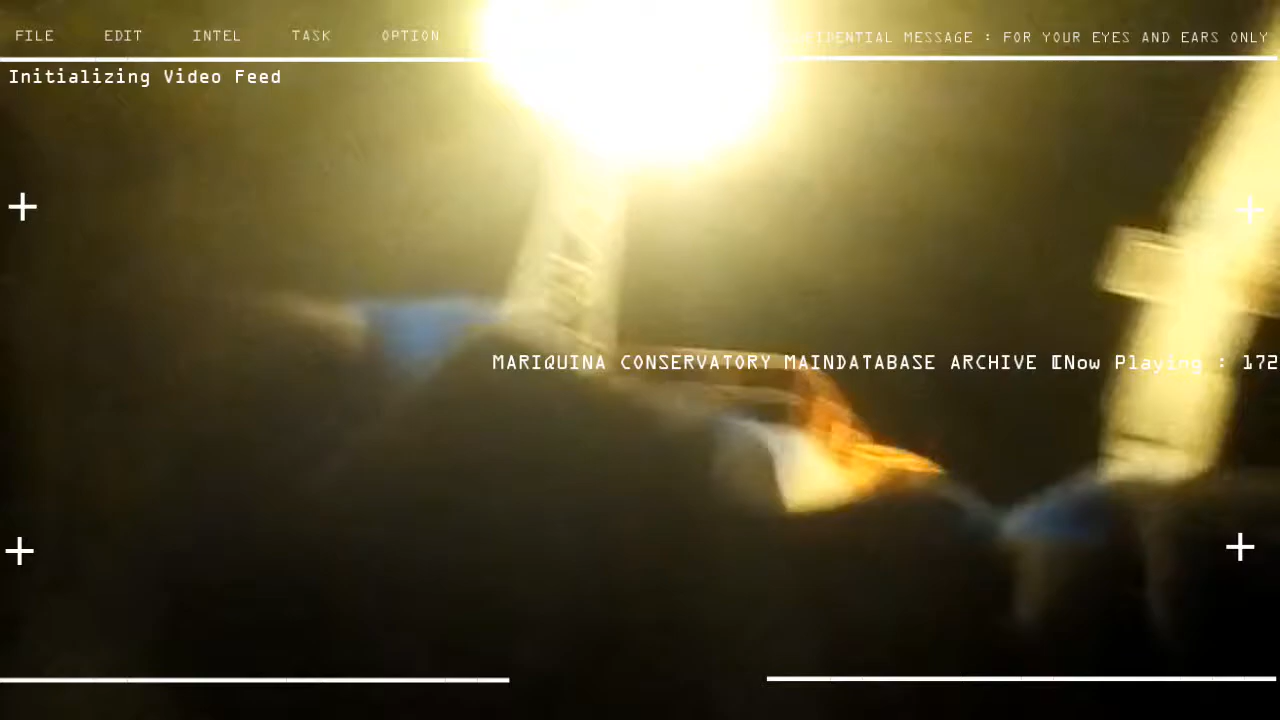 FILE EDIT INTEL TASK OPTION
IDENTIAL MESSAGE : FOR YOUR EYES AND EARS ONLY
Initializing Video Feed
MARIQUINA CONSERVATORY MAINDATABASE ARCHIVE [Now Playing : 172